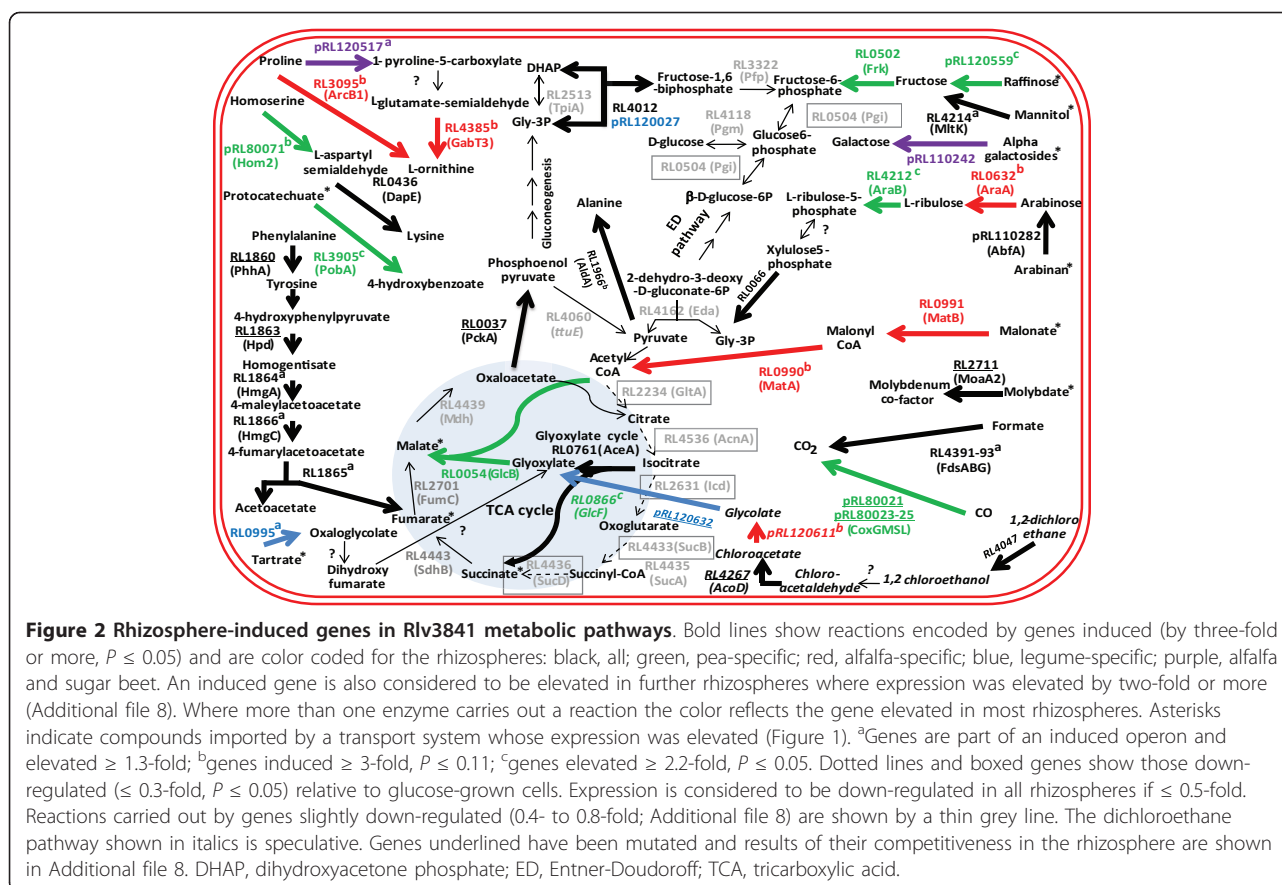 pRL120517a
Proline
1- pyroline-5-carboxylate
?
RL3095b
(ArcB1)
L-glutamate-semialdehyde
Homoserine
RL4385b
(GabT3)
pRL80071b
(Hom2)
L-aspartyl
semialdehyde
L-ornithine
RL0436
(DapE)
Protocatechuate*
Lysine
Phenylalanine
RL1860
(PhhA)
RL3905c
(PobA)
Tyrosine
4-hydroxybenzoate
4-hydroxyphenylpyruvate
RL1863
(Hpd)
Homogentisate
RL1864a
(HmgA)
4-maleylacetoacetate
RL1866a
(HmgC)
4-fumarylacetoacetate
RL1865a
Acetoacetate
Fumarate*
RL0995a
Oxaloglycolate
Tartrate*
?
Dihydroxy
fumarate
?
DHAP
RL2513
(TpiA)
Gly-3P
RL4012
pRL120027
Fructose-1,6
-biphosphate
RL3322
(Pfp)
Fructose-6-
phosphate
RL0502
(Frk)
Fructose
pRL120559c
Raffinose*
RL4214a
(MltK)
Mannitol*
RL4118
(Pgm)
D-glucose
Glucose6-
phosphate
RL0504 (Pgi)
RL0504 (Pgi)
Galactose
pRL110242
Alpha
galactosides*
β-D-glucose-6P
ED
pathway
L-ribulose-5-
phosphate
RL4212c
(AraB)
L-ribulose
RL0632b
(AraA)
Arabinose
pRL110282
(AbfA)
Arabinan*
?
Xylulose5-
phosphate
RL0066
Gluconeogenesis
Alanine
RL1966b
(AldA)
Phosphoenol
pyruvate
2-dehydro-3-deoxy
-D-gluconate-6P
RL4162 (Eda)
RL4060
(ttuE)
Pyruvate
Gly-3P
RL0037
(PckA)
Acetyl
CoA
Malonyl
CoA
RL0991
(MatB)
Malonate*
RL0990b
(MatA)
RL2234 (GltA)
Oxaloacetate
RL4439
(Mdh)
Citrate
Molybdenum
co-factor
RL2711
(MoaA2)
Molybdate*
Malate*
Glyoxylate cycle
RL0761(AceA)
RL4536 (AcnA)
RL0054(GlcB)
Glyoxylate
Isocitrate
RL2701
(FumC)
RL2631 (Icd)
TCA cycle
RL0866c
(GlcF)
pRL120632
Glycolate
Oxoglutarate
RL4443
(SdhB)
Succinate*
RL4436
(SucD)
Succinyl-CoA
RL4433(SucB)
RL4435
(SucA)
CO2
Formate
RL4391-93a
(FdsABG)
pRL80021
pRL80023-25
(CoxGMSL)
CO
pRL120611b
Chloroacetate
RL4267
(AcoD)
Chloro-
acetaldehyde
?
1,2 chloroethanol
RL4047
1,2-dichloro
ethane
Figure 2 Rhizosphere-induced genes in Rlv3841 metabolic pathways. Bold lines show reactions encoded by genes induced (by three-fold
or more, P ≤ 0.05) and are color coded for the rhizospheres: black, all; green, pea-specific; red, alfalfa-specific; blue, legume-specific; purple, alfalfa
and sugar beet. An induced gene is also considered to be elevated in further rhizospheres where expression was elevated by two-fold or more
(Additional file 8). Where more than one enzyme carries out a reaction the color reflects the gene elevated in most rhizospheres. Asterisks
indicate compounds imported by a transport system whose expression was elevated (Figure 1). aGenes are part of an induced operon and
elevated ≥ 1.3-fold; bgenes induced ≥ 3-fold, P ≤ 0.11; cgenes elevated ≥ 2.2-fold, P ≤ 0.05. Dotted lines and boxed genes show those down-
regulated (≤ 0.3-fold, P ≤ 0.05) relative to glucose-grown cells. Expression is considered to be down-regulated in all rhizospheres if ≤ 0.5-fold.
Reactions carried out by genes slightly down-regulated (0.4- to 0.8-fold; Additional file 8) are shown by a thin grey line. The dichloroethane
pathway shown in italics is speculative. Genes underlined have been mutated and results of their competitiveness in the rhizosphere are shown
in Additional file 8. DHAP, dihydroxyacetone phosphate; ED, Entner-Doudoroff; TCA, tricarboxylic acid.